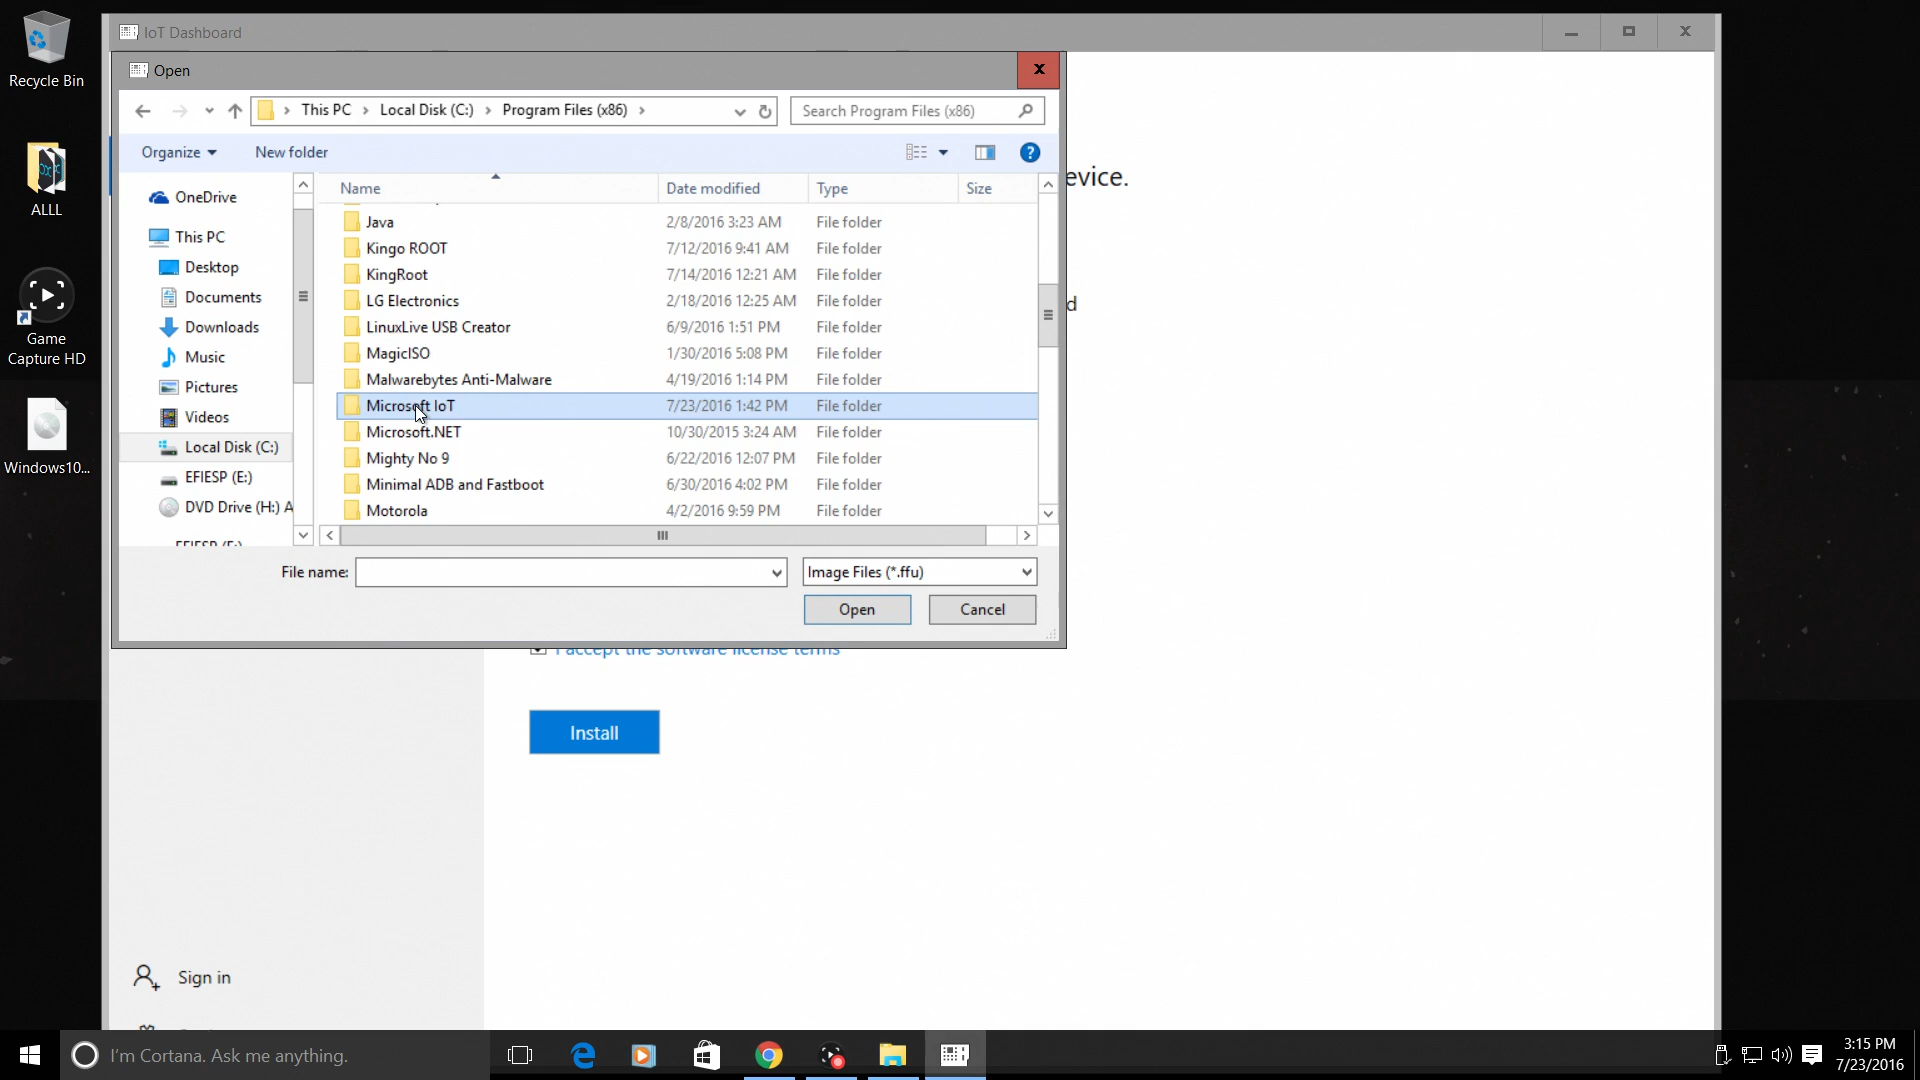 Recycle Bin
ALLL
Game
Capture HD
Windows10...
IoT Dashboard
Open
x
This PC > Local Disk (C:) > Program Files (x86) >
Search Program Files (x86)
Organize
New folder
?
OneDrive
This PC
Desktop
Documents
Downloads
Music
Pictures
Videos
Local Disk (C:)
EFIESP (E:)
DVD Drive (H:) A
Name Date modified Type Size
Java 2/8/2016 3:23 AM File folder
Kingo ROOT 7/12/2016 9:41 AM File folder
KingRoot 7/14/2016 12:21 AM File folder
LG Electronics 2/18/2016 12:25 AM File folder
LinuxLive USB Creator 6/9/2016 1:51 PM File folder
MagicISO 1/30/2016 5:08 PM File folder
Malwarebytes Anti-Malware 4/19/2016 1:14 PM File folder
Microsoft IoT 7/23/2016 1:42 PM File folder
Microsoft.NET 10/30/2015 3:24 AM File folder
Mighty No 9 6/22/2016 12:07 PM File folder
Minimal ADB and Fastboot 6/30/2016 4:02 PM File folder
Motorola 4/2/2016 9:59 PM File folder
File name:
Image Files (*.ffu)
Open
Cancel
evice.
d
I accept the software license terms
Install
Sign in
I'm Cortana. Ask me anything.
3:15 PM
7/23/2016